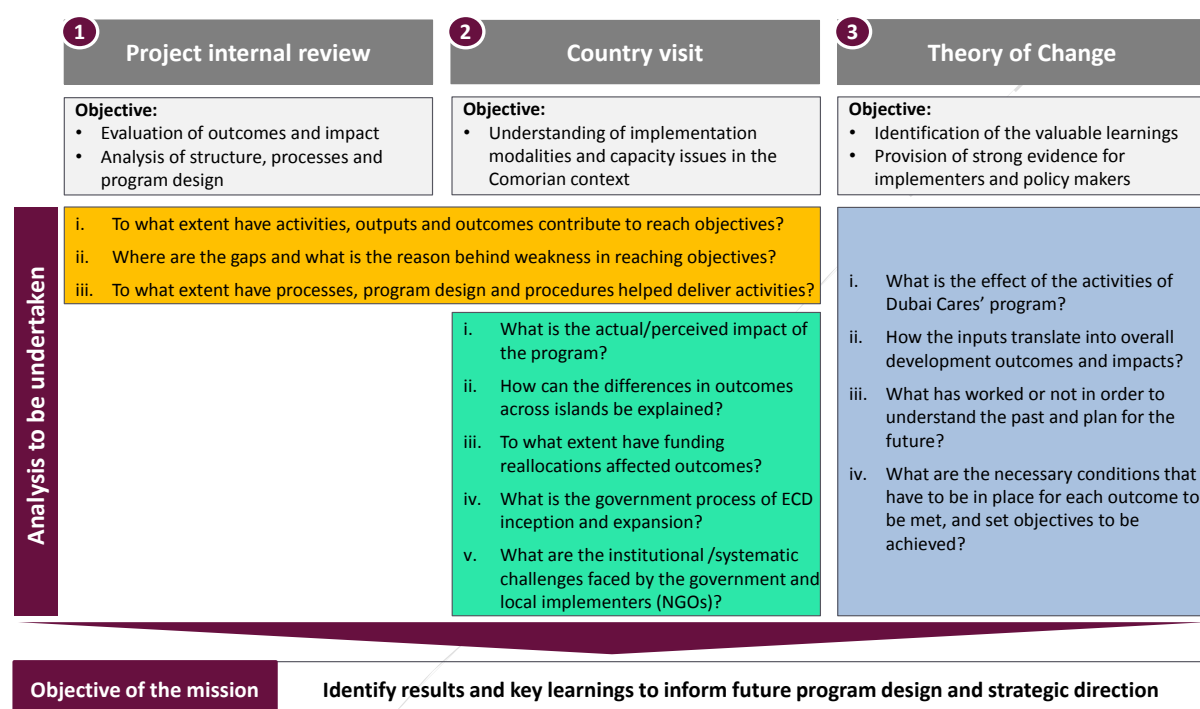 1
Project internal review
2
Country visit
3
Theory of Change
Objective:
• Evaluation of outcomes and impact
• Analysis of structure, processes and
program design
Objective:
• Understanding of implementation
modalities and capacity issues in the
Comorian context
Objective:
• Identification of the valuable learnings
• Provision of strong evidence for
implementers and policy makers
Analysis to be undertaken
i. To what extent have activities, outputs and outcomes contribute to reach objectives?
ii. Where are the gaps and what is the reason behind weakness in reaching objectives?
iii. To what extent have processes, program design and procedures helped deliver activities?
i. What is the actual/perceived impact of
the program?
ii. How can the differences in outcomes
across islands be explained?
iii. To what extent have funding
reallocations affected outcomes?
iv. What is the government process of ECD
inception and expansion?
v. What are the institutional /systematic
challenges faced by the government and
local implementers (NGOs)?
i. What is the effect of the activities of
Dubai Cares’ program?
ii. How the inputs translate into overall
development outcomes and impacts?
iii. What has worked or not in order to
understand the past and plan for the
future?
iv. What are the necessary conditions that
have to be in place for each outcome to
be met, and set objectives to be
achieved?
Objective of the mission
Identify results and key learnings to inform future program design and strategic direction